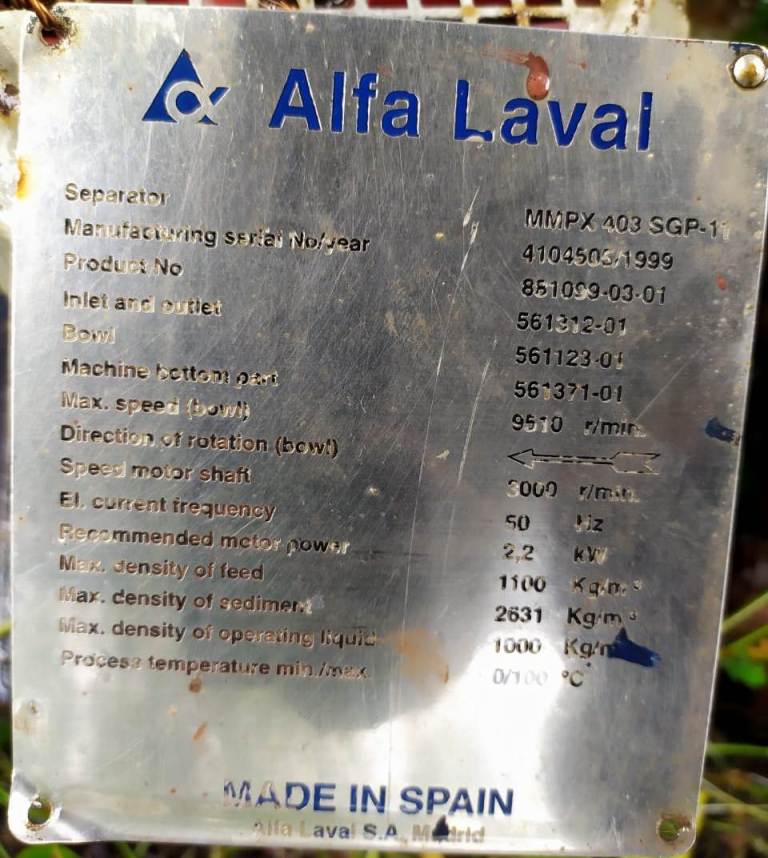 Alfa Laval
Separator MMPX 403 SGP-11
Manufacturing serial No/year 4104505/1999
Product No 881099-03-01
Inlet and outlet 561312-01
Bowl 561123-01
Machine bottom part 561371-01
Max. speed (bowl) 9510 r/min.
Direction of rotation (bowl)
Speed motor shaft 3000 r/min.
El. current frequency 50 Hz
Recommended motor power 2,2 kW
Max. density of feed 1100 Kg/m³
Max. density of sediment 2631 Kg/m³
Max. density of operating liquid 1000
Process temperature min./max. 0/100 °C
MADE IN SPAIN
Alfa Laval S.A. Madrid